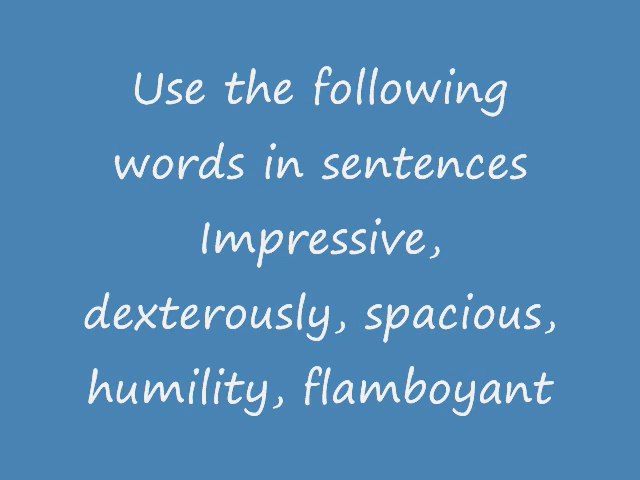 Use the following
words in sentences
Impressive,
dexterously, spacious,
humility, flamboyant